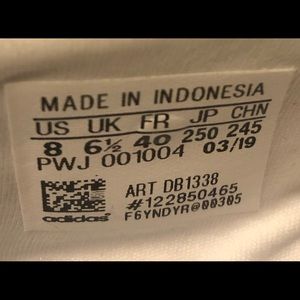 MADE IN INDONESIA
US UK FR JP CHN
8 6½ 40 250 245
PWJ 001004 03/19
ART DB1338
#122850465
adidas F6YNDYR@00305